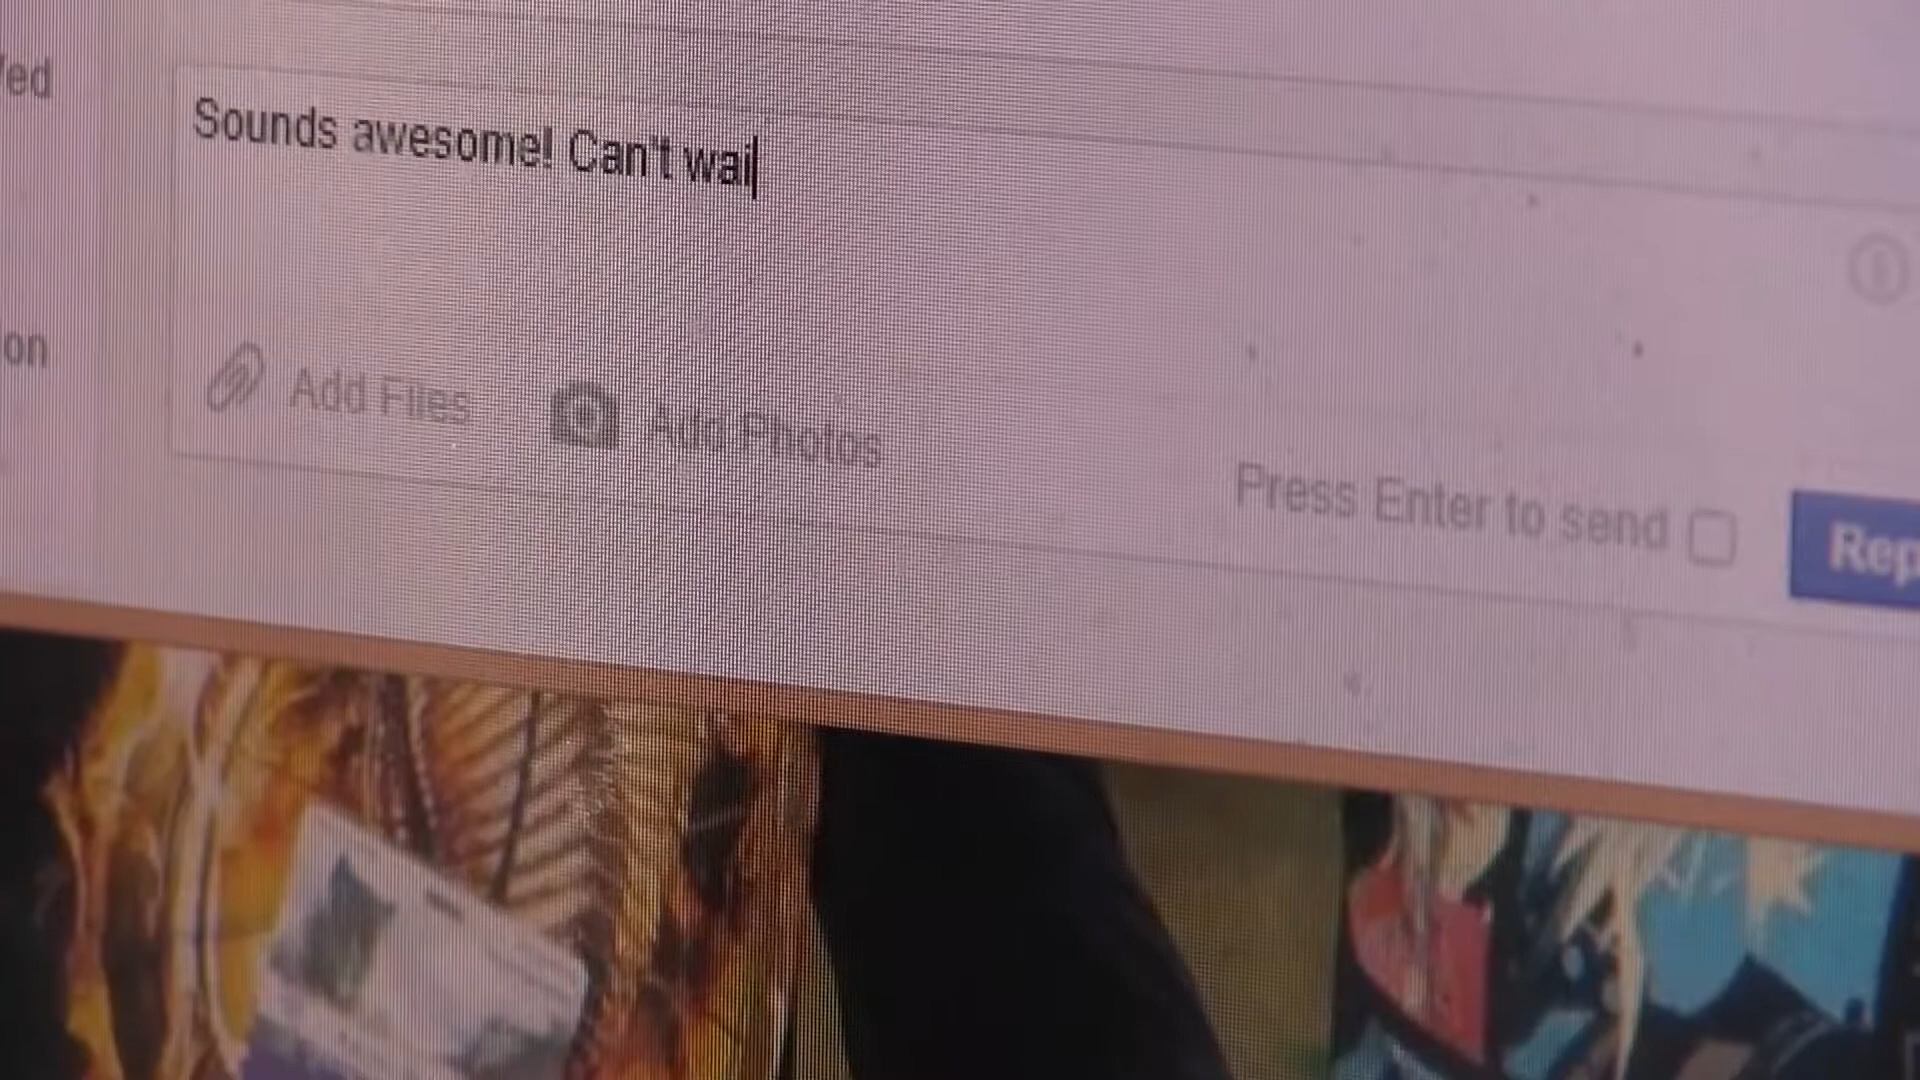 Sounds awesome! Can't wai
Add Files
Add Photos
Press Enter to send